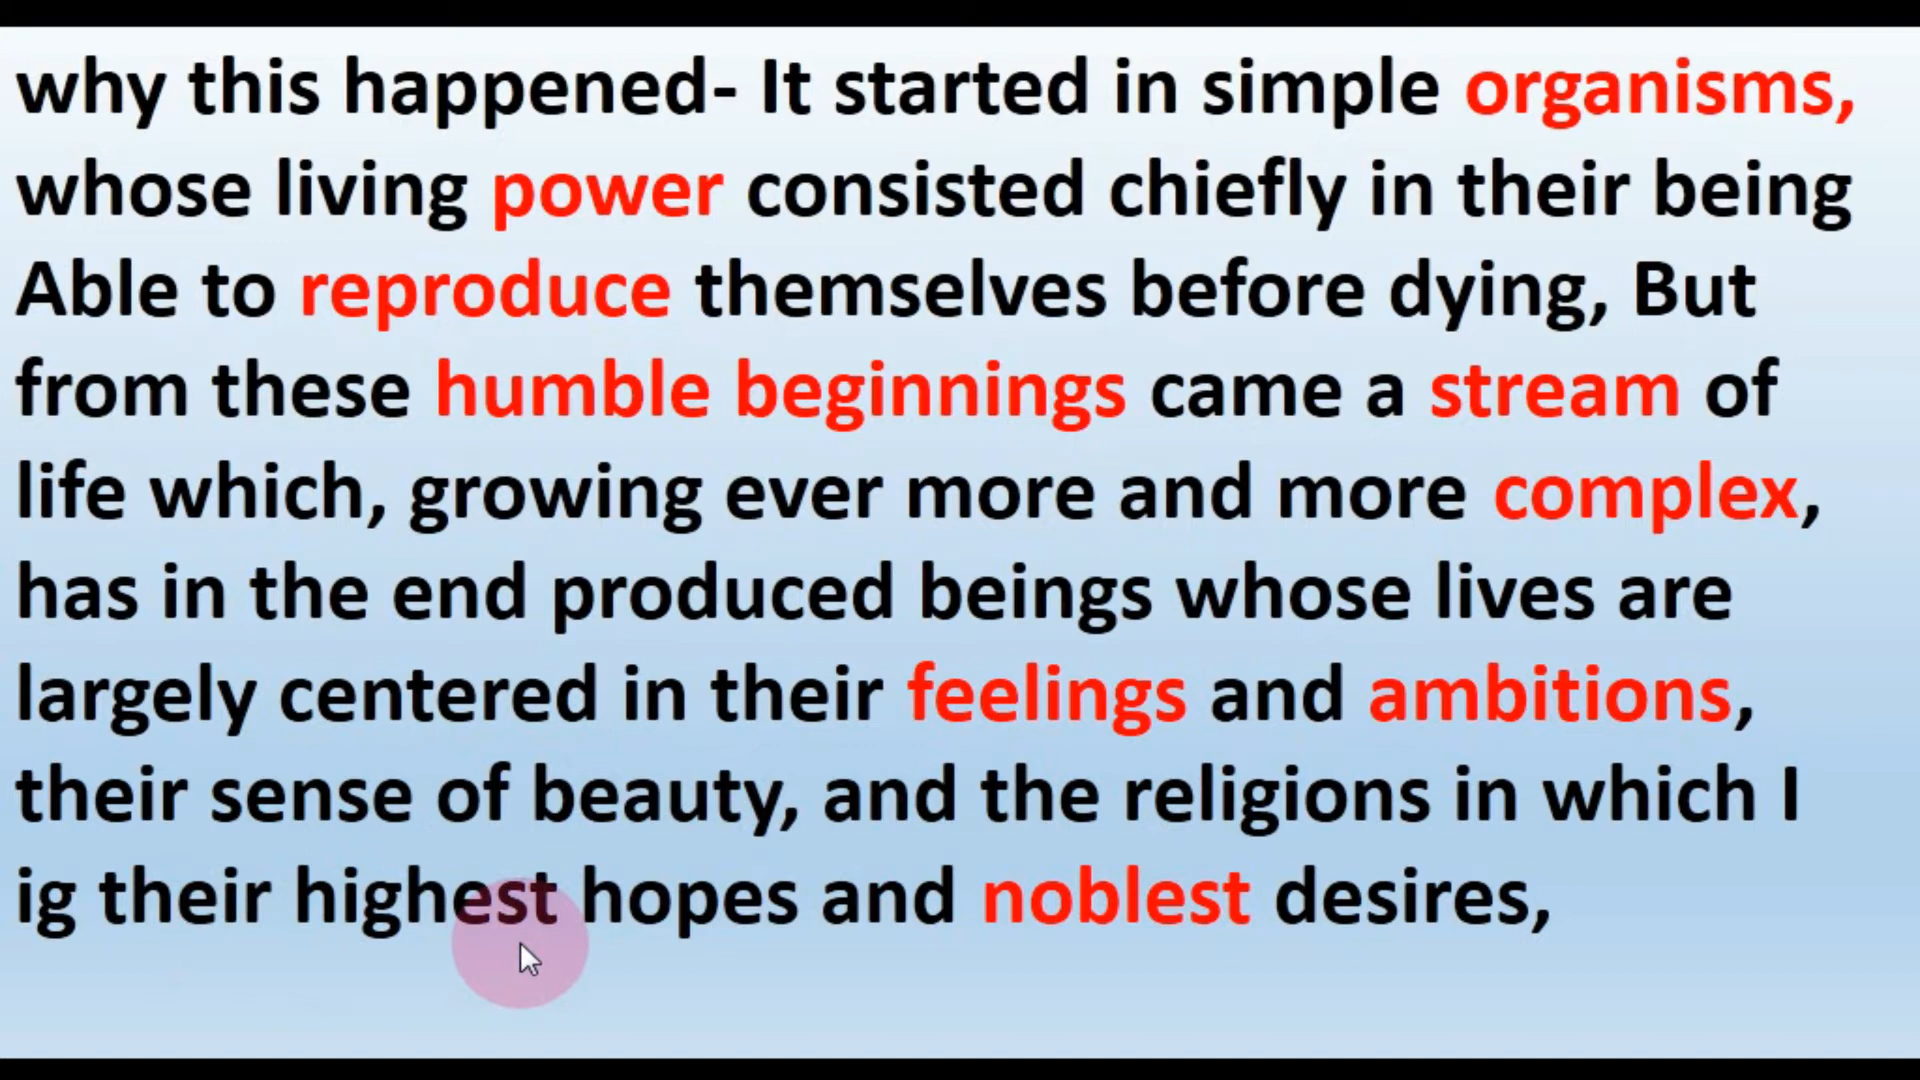 why this happened- It started in simple organisms,
whose living power consisted chiefly in their being
Able to reproduce themselves before dying, But
from these humble beginnings came a stream of
life which, growing ever more and more complex,
has in the end produced beings whose lives are
largely centered in their feelings and ambitions,
their sense of beauty, and the religions in which I
ig their highest hopes and noblest desires,